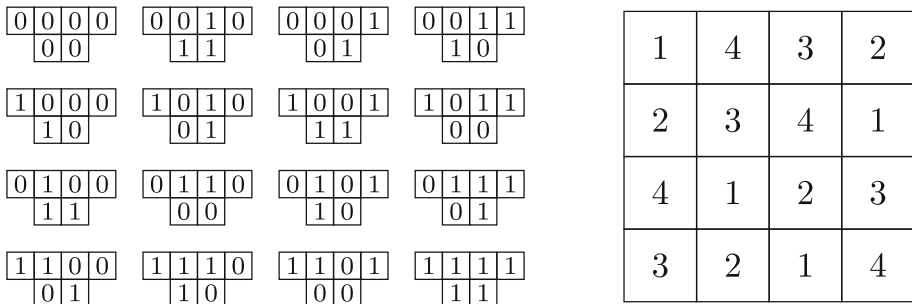 0 0 0 0 0 0 1 0 0 0 0 1 0 0 1 1
0 0 1 1 0 1 1 0
1 0 0 0 1 0 1 0 1 0 0 1 1 0 1 1
1 0 0 1 1 1 0 0
0 1 0 0 0 1 1 0 0 1 0 1 0 1 1 1
1 1 0 0 1 0 0 1
1 1 0 0 1 1 1 0 1 1 0 1 1 1 1 1
0 1 1 0 0 0 1 1
1 4 3 2
2 3 4 1
4 1 2 3
3 2 1 4